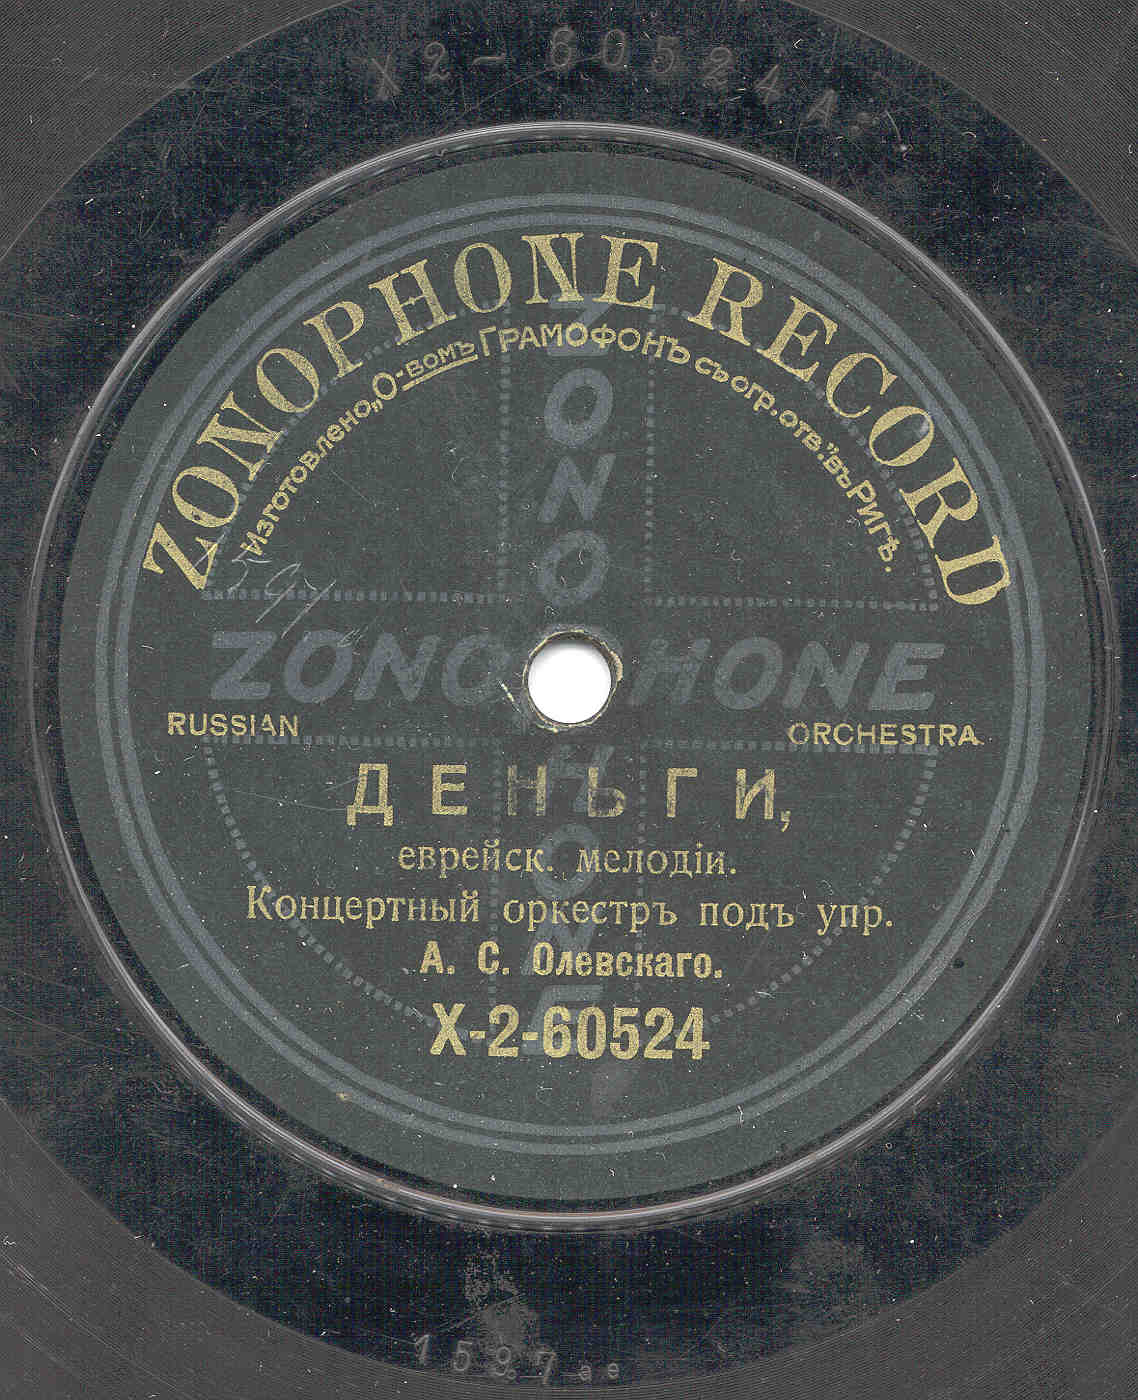 X2-60524A
ZONOPHONE RECORD
Изготовлено „О-вомъ Грамофонъ съ огр. отв.” въ Ригѣ.
ZONOPHONE
ZONOPHONE
RUSSIAN ORCHESTRA
ДЕНЬГИ,
еврейск. мелодіи.
Концертный оркестръ подъ упр.
А. С. Олевскаго.
X-2-60524